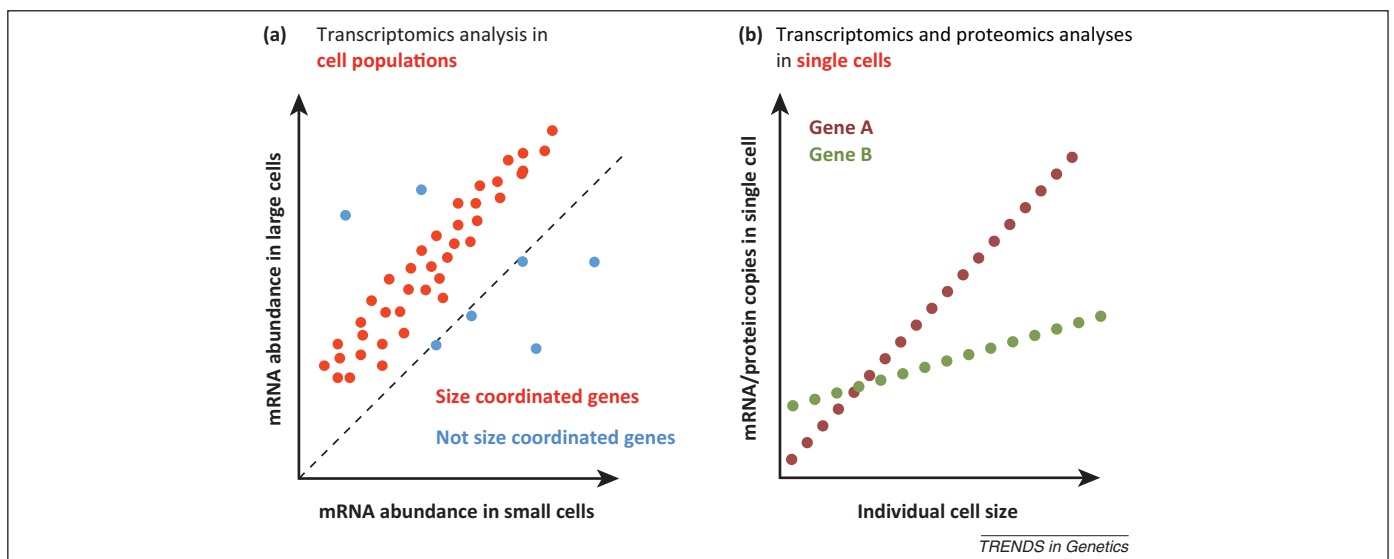 (a) Transcriptomics analysis in
cell populations
mRNA abundance in large cells
Size coordinated genes
Not size coordinated genes
mRNA abundance in small cells
(b) Transcriptomics and proteomics analyses
in single cells
Gene A
Gene B
mRNA/protein copies in single cell
Individual cell size
TRENDS in Genetics